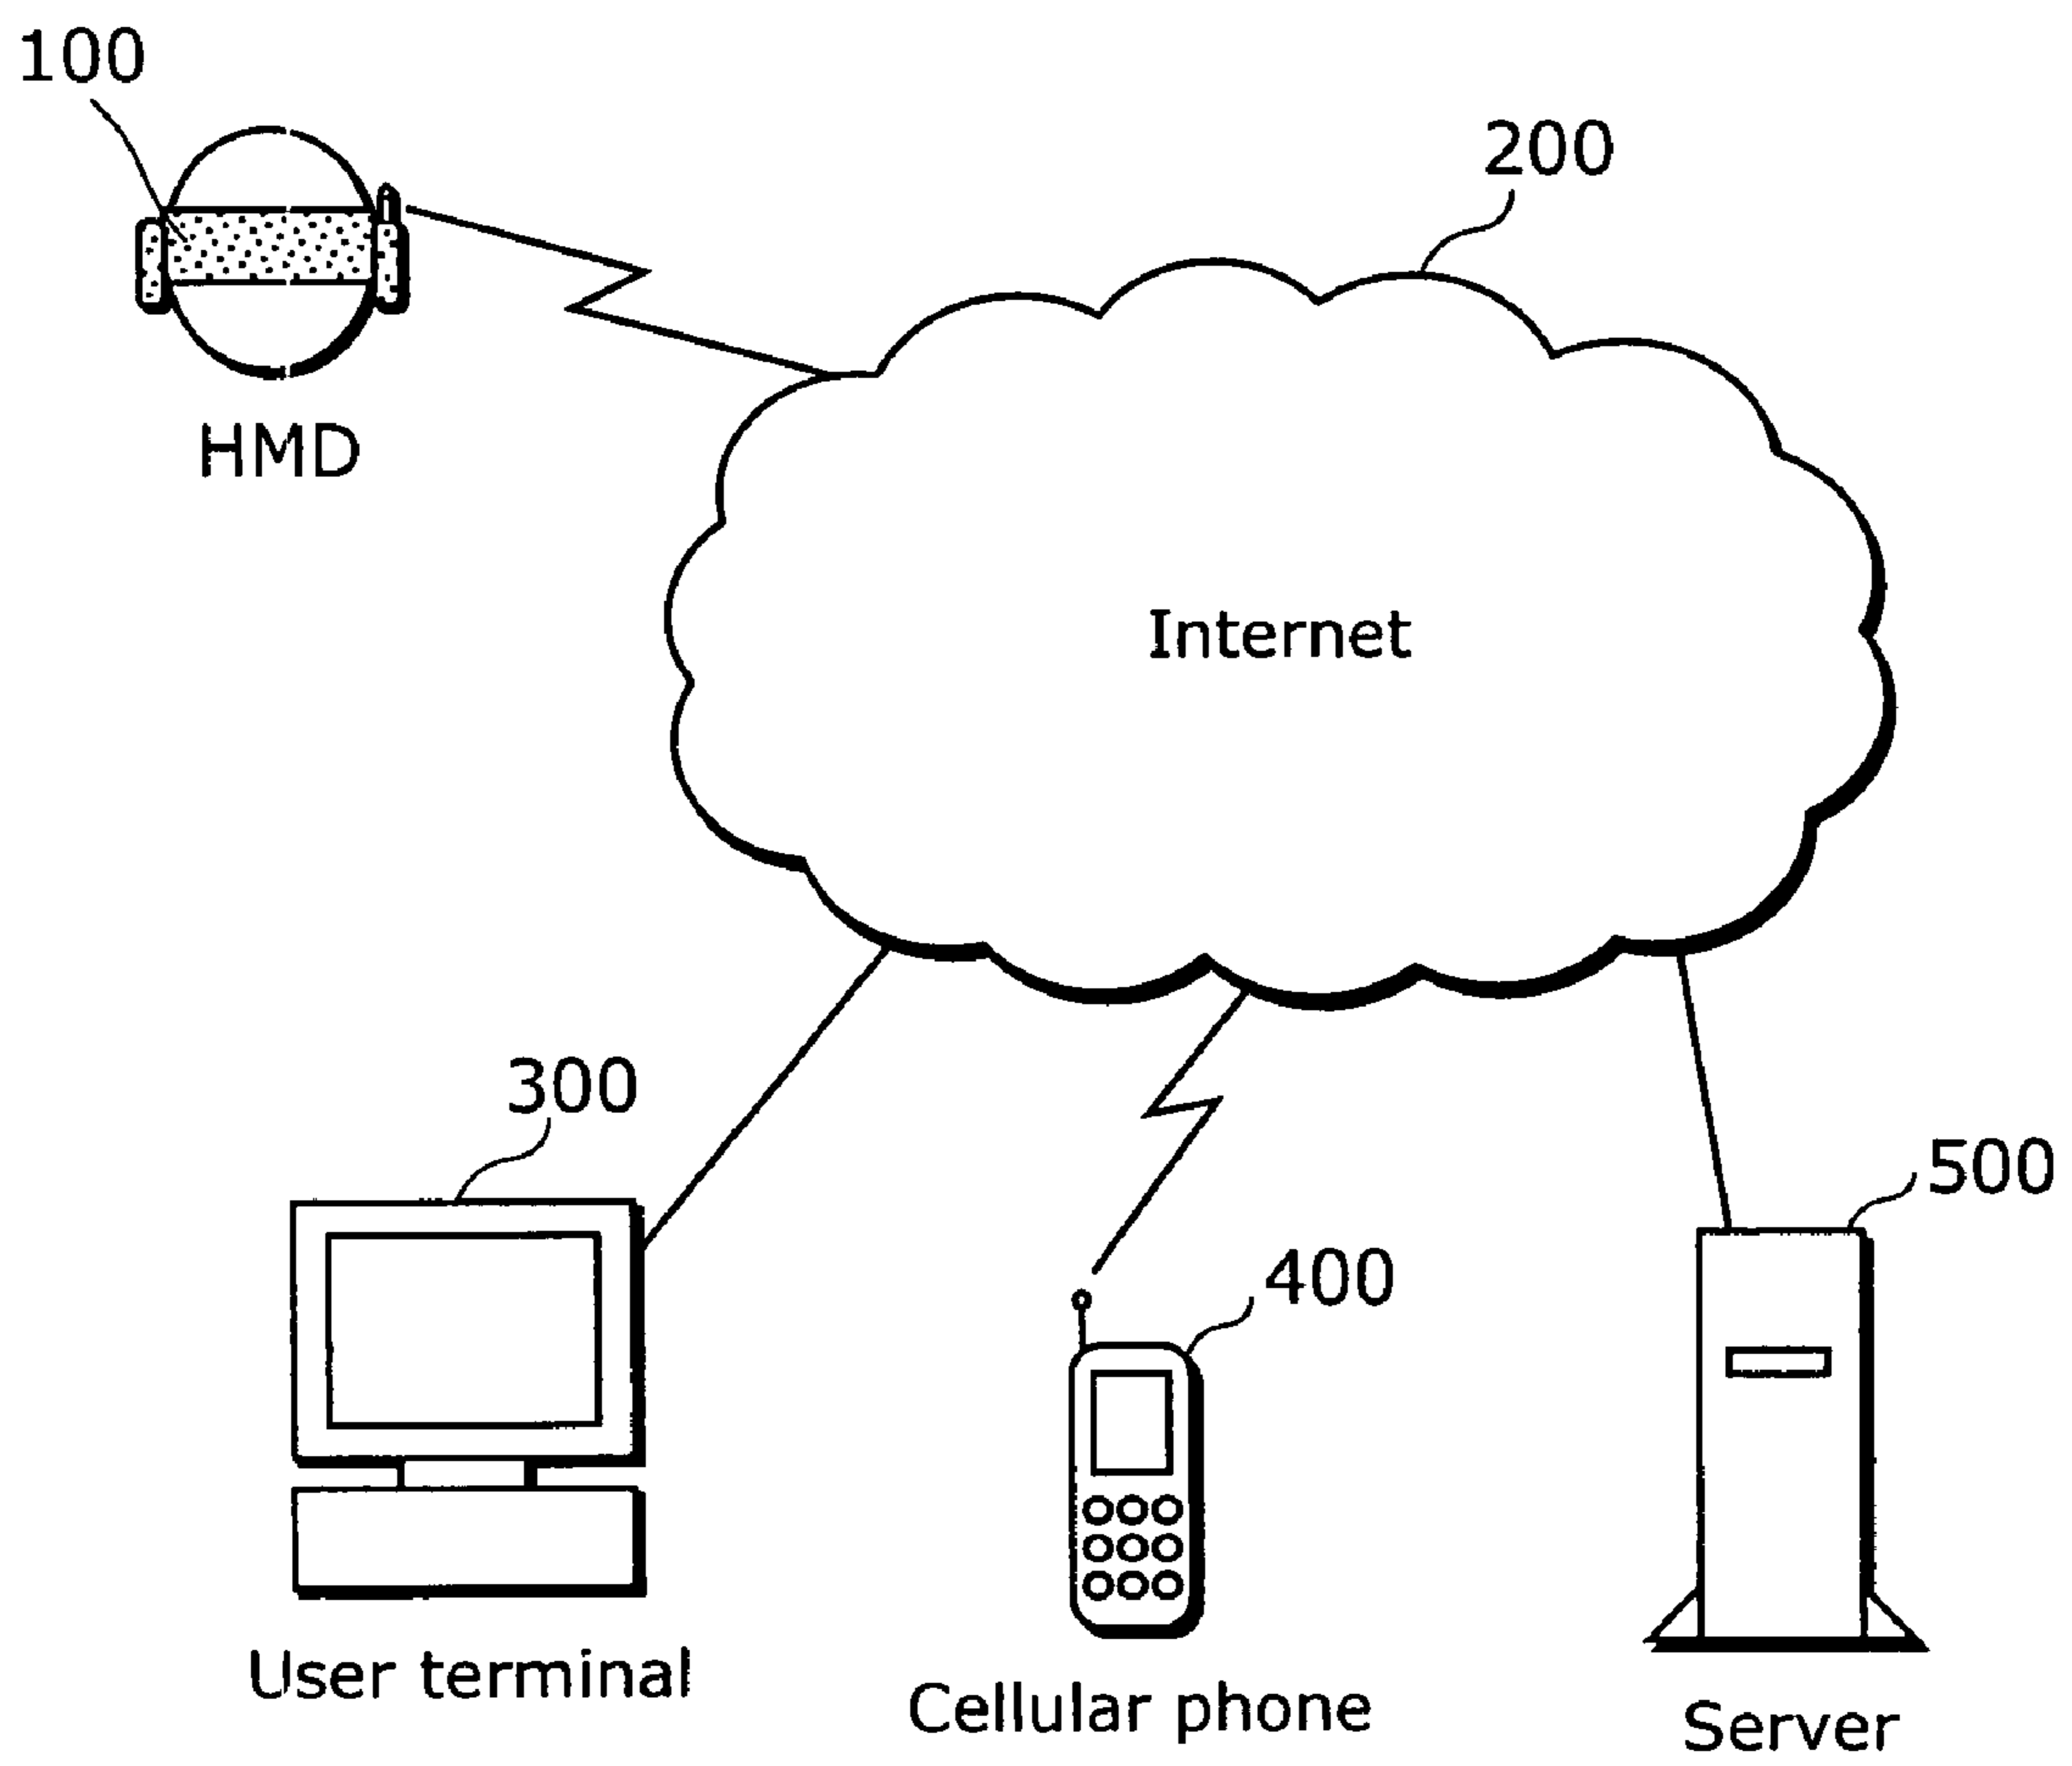 100
200
HMD
Internet
300
500
400
User terminal
Cellular phone
Server